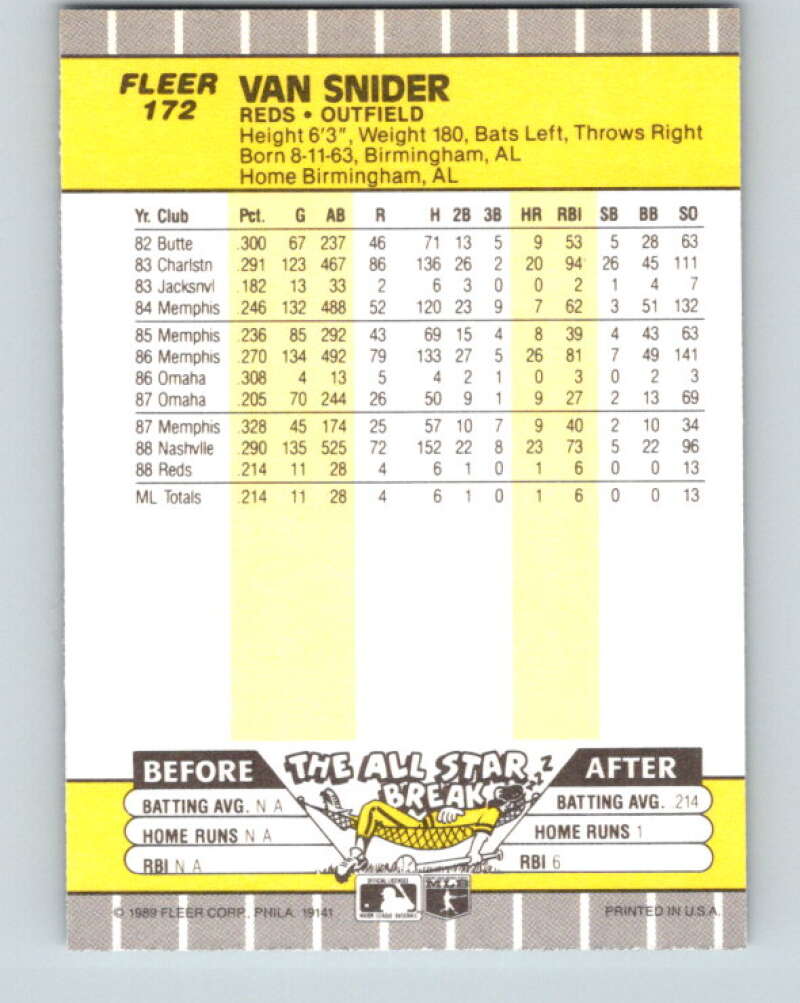 FLEER
172
VAN SNIDER
REDS • OUTFIELD
Height 6'3", Weight 180, Bats Left, Throws Right
Born 8-11-63, Birmingham, AL
Home Birmingham, AL
Yr. Club Pct. G AB R H 2B 3B HR RBI SB BB SO
82 Butte .300 67 237 46 71 13 5 9 53 5 28 63
83 Charlstn .291 123 467 86 136 26 2 20 94 26 45 111
83 Jacksnvl .182 13 33 2 6 3 0 0 2 1 4 7
84 Memphis .246 132 488 52 120 23 9 7 62 3 51 132
85 Memphis .236 85 292 43 69 15 4 8 39 4 43 63
86 Memphis .270 134 492 79 133 27 5 26 81 7 49 141
86 Omaha .308 4 13 5 4 2 1 0 3 0 2 3
87 Omaha .205 70 244 26 50 9 1 9 27 2 13 69
87 Memphis .328 45 174 25 57 10 7 9 40 2 10 34
88 Nashvlle .290 135 525 72 152 22 8 23 73 5 22 96
88 Reds .214 11 28 4 6 1 0 1 6 0 0 13
ML Totals .214 11 28 4 6 1 0 1 6 0 0 13
BEFORE THE ALL STAR BREAK AFTER
ZZZ
BATTING AVG. N A
HOME RUNS N A
RBI N A
BATTING AVG. .214
HOME RUNS 1
RBI 6
OFFICIAL LICENSEE
MAJOR LEAGUE BASEBALL
MLB
© 1989 FLEER CORP., PHILA. 19141
PRINTED IN U.S.A.